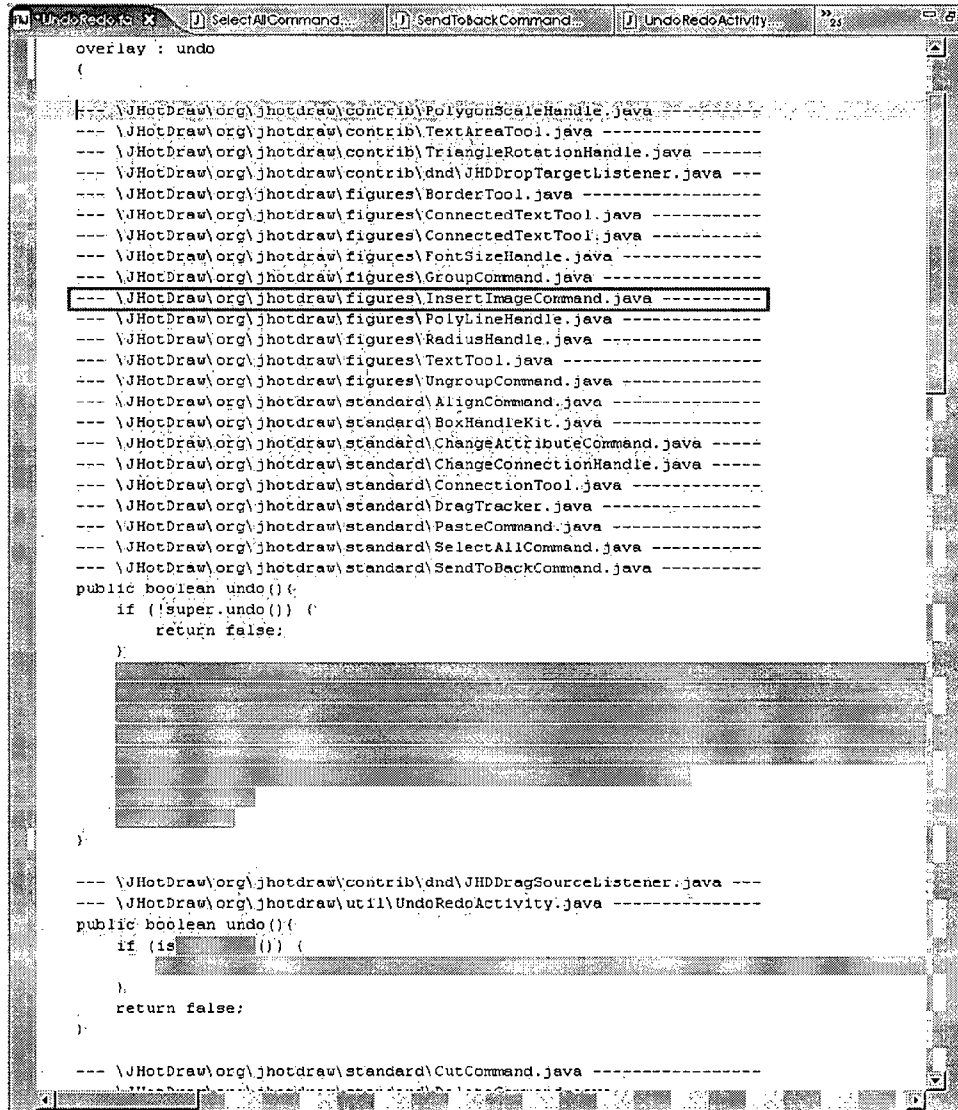 *UndoRedo.fs SelectAllCommand.... SendToBackCommand... UndoRedoActivity.... »25
overlay : undo
{
--- \JHotDraw\org\jhotdraw\contrib\PolygonScaleHandle.java ----------
--- \JHotDraw\org\jhotdraw\contrib\TextAreaTool.java ----------------
--- \JHotDraw\org\jhotdraw\contrib\TriangleRotationHandle.java ------
--- \JHotDraw\org\jhotdraw\contrib\dnd\JHDDropTargetListener.java ---
--- \JHotDraw\org\jhotdraw\figures\BorderTool.java ------------------
--- \JHotDraw\org\jhotdraw\figures\ConnectedTextTool.java -----------
--- \JHotDraw\org\jhotdraw\figures\ConnectedTextTool.java -----------
--- \JHotDraw\org\jhotdraw\figures\FontSizeHandle.java --------------
--- \JHotDraw\org\jhotdraw\figures\GroupCommand.java ----------------
--- \JHotDraw\org\jhotdraw\figures\InsertImageCommand.java ----------
--- \JHotDraw\org\jhotdraw\figures\PolyLineHandle.java --------------
--- \JHotDraw\org\jhotdraw\figures\RadiusHandle.java ----------------
--- \JHotDraw\org\jhotdraw\figures\TextTool.java --------------------
--- \JHotDraw\org\jhotdraw\figures\UngroupCommand.java --------------
--- \JHotDraw\org\jhotdraw\standard\AlignCommand.java ---------------
--- \JHotDraw\org\jhotdraw\standard\BoxHandleKit.java ---------------
--- \JHotDraw\org\jhotdraw\standard\ChangeAttributeCommand.java -----
--- \JHotDraw\org\jhotdraw\standard\ChangeConnectionHandle.java -----
--- \JHotDraw\org\jhotdraw\standard\ConnectionTool.java -------------
--- \JHotDraw\org\jhotdraw\standard\DragTracker.java ----------------
--- \JHotDraw\org\jhotdraw\standard\PasteCommand.java ---------------
--- \JHotDraw\org\jhotdraw\standard\SelectAllCommand.java -----------
--- \JHotDraw\org\jhotdraw\standard\SendToBackCommand.java ----------
public boolean undo(){
if (!super.undo()) {
return false;
}
}
--- \JHotDraw\org\jhotdraw\contrib\dnd\JHDDragSourceListener.java ---
--- \JHotDraw\org\jhotdraw\util\UndoRedoActivity.java ---------------
public boolean undo(){
if (is ()) {
}
return false;
}
--- \JHotDraw\org\jhotdraw\standard\CutCommand.java -----------------